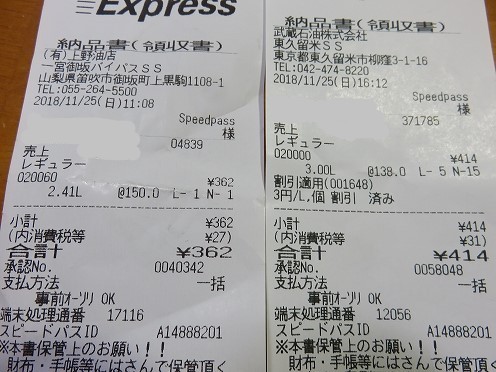 Express
納品書(領収書)
(有)上野油店
一宮御坂バイパスSS
山梨県笛吹市御坂町上黒駒1108-1
TEL:055-264-5500
2018/11/25(日)11:08
Speedpass
様
04839
売上
レギュラー
020060 ¥362
2.41L @150.0 L- 1 N- 1
小計 ¥362
(内消費税等 ¥27)
合計 ¥362
承認No. 0040342
支払方法 一括
事前オーソリ OK
端末処理通番 17116
スピードパスID A14888201
※本書保管上のお願い!!
財布・手帳等にはさんで保管頂く
納品書(領収書)
武蔵石油株式会社
東久留米SS
東京都東久留米市柳窪3-1-16
TEL:042-474-8220
2018/11/25(日)16:12
Speedpass
様
371785
売上
レギュラー
020000 ¥414
3.00L @138.0 L- 5 N-15
割引適用(001648)
3円/L,個 割引 済み
小計 ¥414
(内消費税等 ¥31)
合計 ¥414
承認No. 0058048
支払方法 一括
事前オーソリ OK
端末処理通番 12056
スピードパスID A14888201
※本書保管上のお願い!!
財布・手帳等にはさんで保管頂く